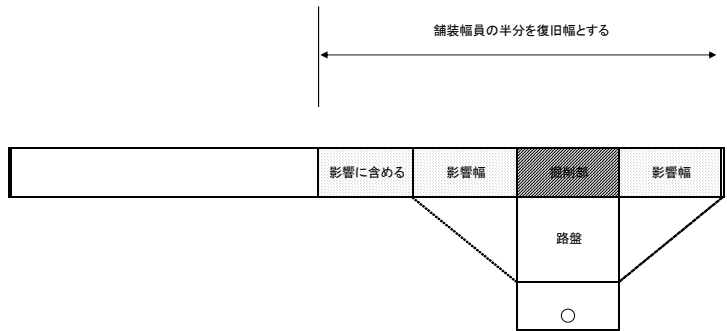 舗装幅員の半分を復旧幅とする
影響に含める
影響幅
掘削部
影響幅
路盤